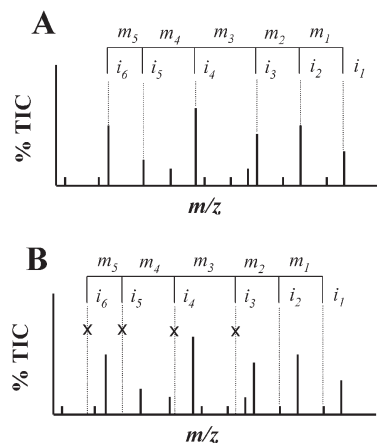 A
m5 m4 m3 m2 m1
i6 i5 i4 i3 i2 i1
% TIC
m/z
B
m5 m4 m3 m2 m1
i6 i5 i4 i3 i2 i1
x x x x
% TIC
m/z